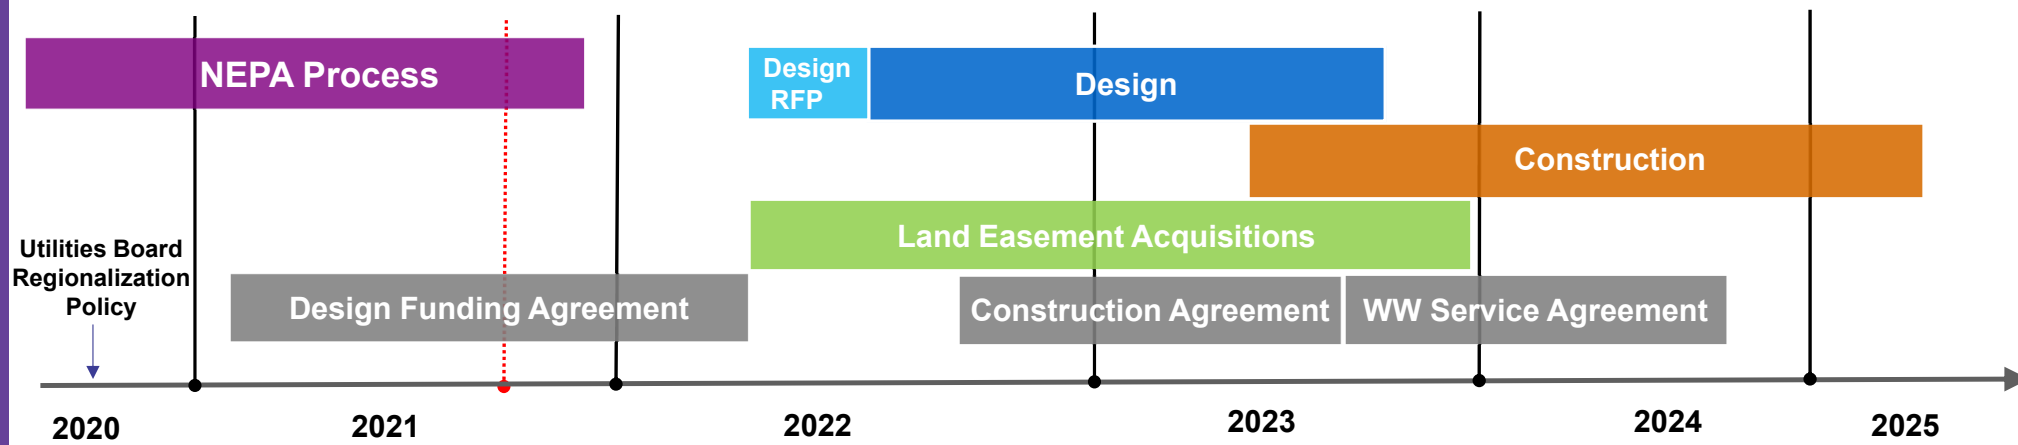 NEPA Process
Design
RFP
Design
Construction
Land Easement Acquisitions
Utilities Board
Regionalization
Policy
Design Funding Agreement
Construction Agreement
WW Service Agreement
2020
2021
2022
2023
2024
2025